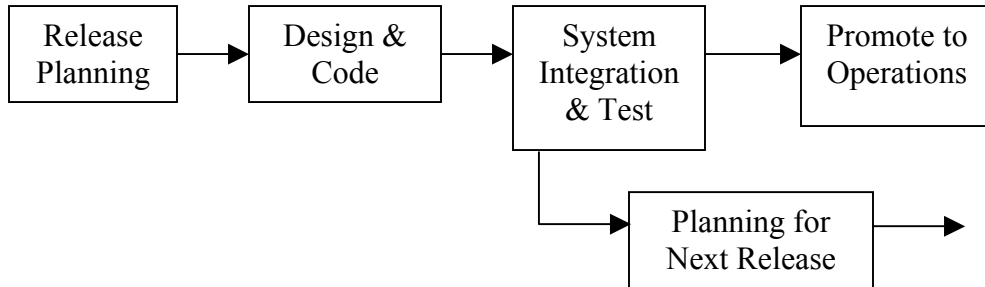 Release
Planning
Design &
Code
System
Integration
& Test
Promote to
Operations
Planning for
Next Release